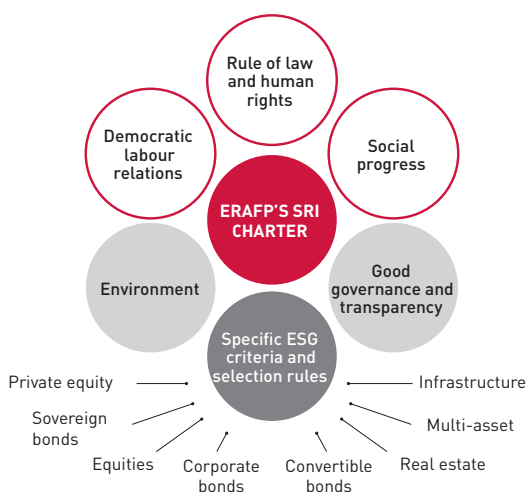 Rule of law
and human
rights
Democratic
labour
relations
Social
progress
ERAFP'S SRI
CHARTER
Environment
Good
governance and
transparency
Specific ESG
criteria and
selection rules
Private equity
Sovereign
bonds
Equities
Corporate
bonds
Convertible
bonds
Real estate
Multi-asset
Infrastructure